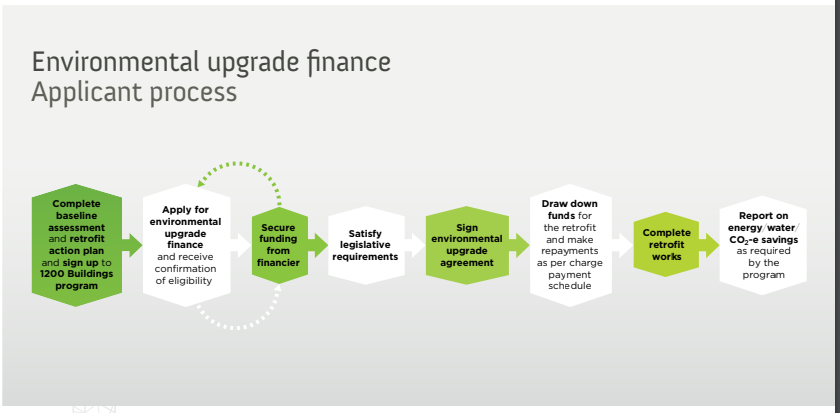 Environmental upgrade finance
Applicant process
Complete
baseline
assessment
and retrofit
action plan
and sign up to
1200 Buildings
program
Apply for
environmental
upgrade
finance
and receive
confirmation
of eligibility
Secure
funding
from
financier
Satisfy
legislative
requirements
Sign
environmental
upgrade
agreement
Draw down
funds for
the retrofit
and make
repayments
as per charge
payment
schedule
Complete
retrofit
works
Report on
energy/water/
CO₂-e savings
as required
by the
program